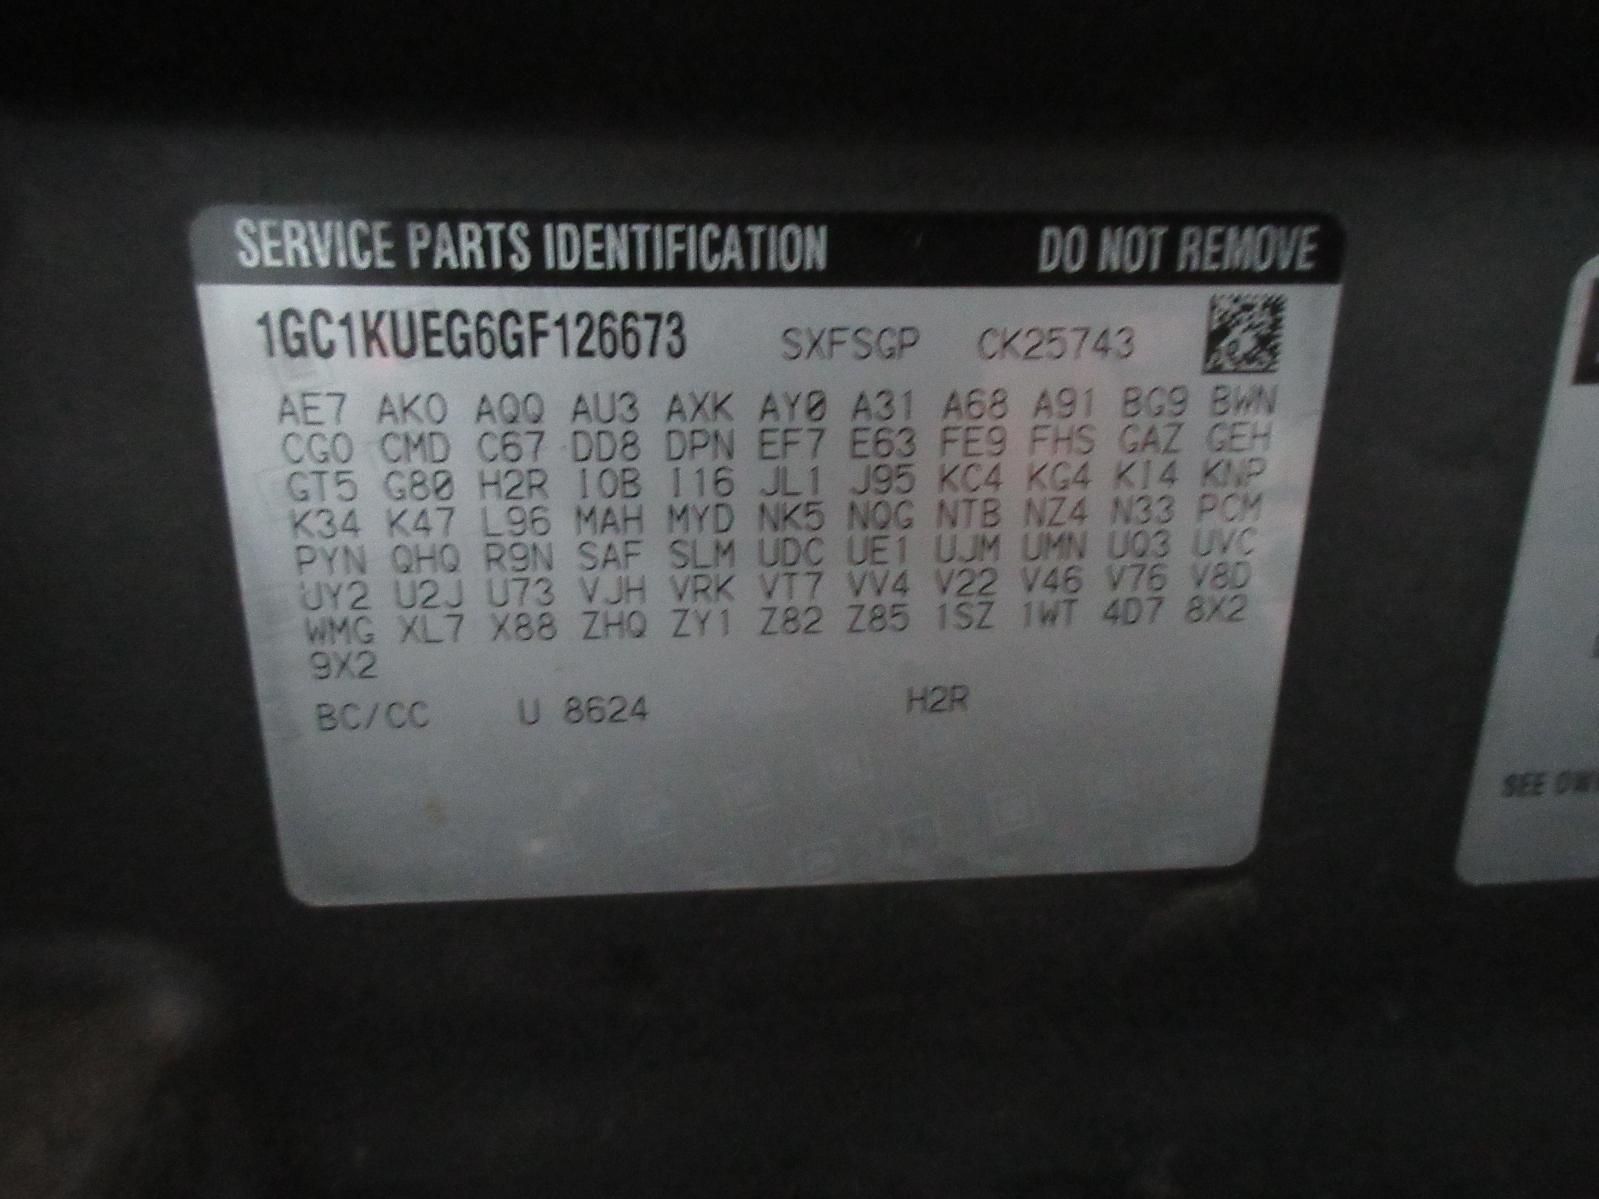 SERVICE PARTS IDENTIFICATION DO NOT REMOVE
1GC1KUEG6GF126673 SXFSGP CK25743
AE7 AK0 AQQ AU3 AXK AY0 A31 A68 A91 BG9 BWN
CGO CMD C67 DD8 DPN EF7 E63 FE9 FHS GAZ GEH
GT5 G80 H2R IOB I16 JL1 J95 KC4 KG4 KI4 KNP
K34 K47 L96 MAH MYD NK5 NQG NTB NZ4 N33 PCM
PYN QHQ R9N SAF SLM UDC UE1 UJM UMN UQ3 UVC
UY2 U2J U73 VJH VRK VT7 VV4 V22 V46 V76 V8D
WMG XL7 X88 ZHQ ZY1 Z82 Z85 1SZ 1WT 4D7 8X2
9X2
BC/CC U 8624 H2R
SEE